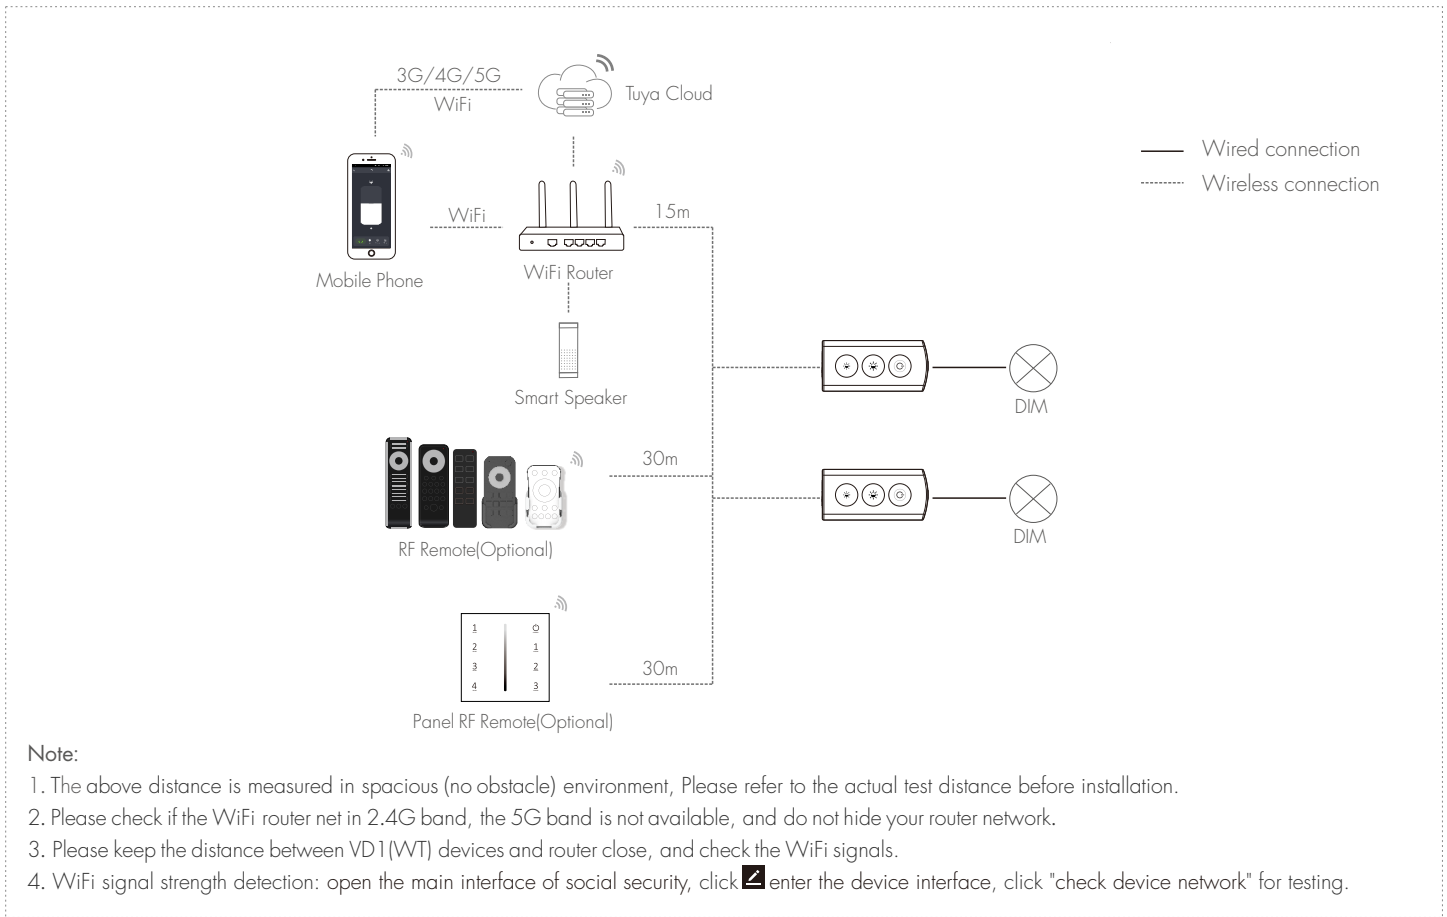 3G/4G/5G
WiFi
Tuya Cloud
Wired connection
Wireless connection
WiFi
15m
Mobile Phone
WiFi Router
Smart Speaker
DIM
30m
RF Remote(Optional)
DIM
1
2
3
4
1
2
3
30m
Panel RF Remote(Optional)
Note:
1. The above distance is measured in spacious (no obstacle) environment, Please refer to the actual test distance before installation.
2. Please check if the WiFi router net in 2.4G band, the 5G band is not available, and do not hide your router network.
3. Please keep the distance between VD1(WT) devices and router close, and check the WiFi signals.
4. WiFi signal strength detection: open the main interface of social security, click enter the device interface, click "check device network" for testing.